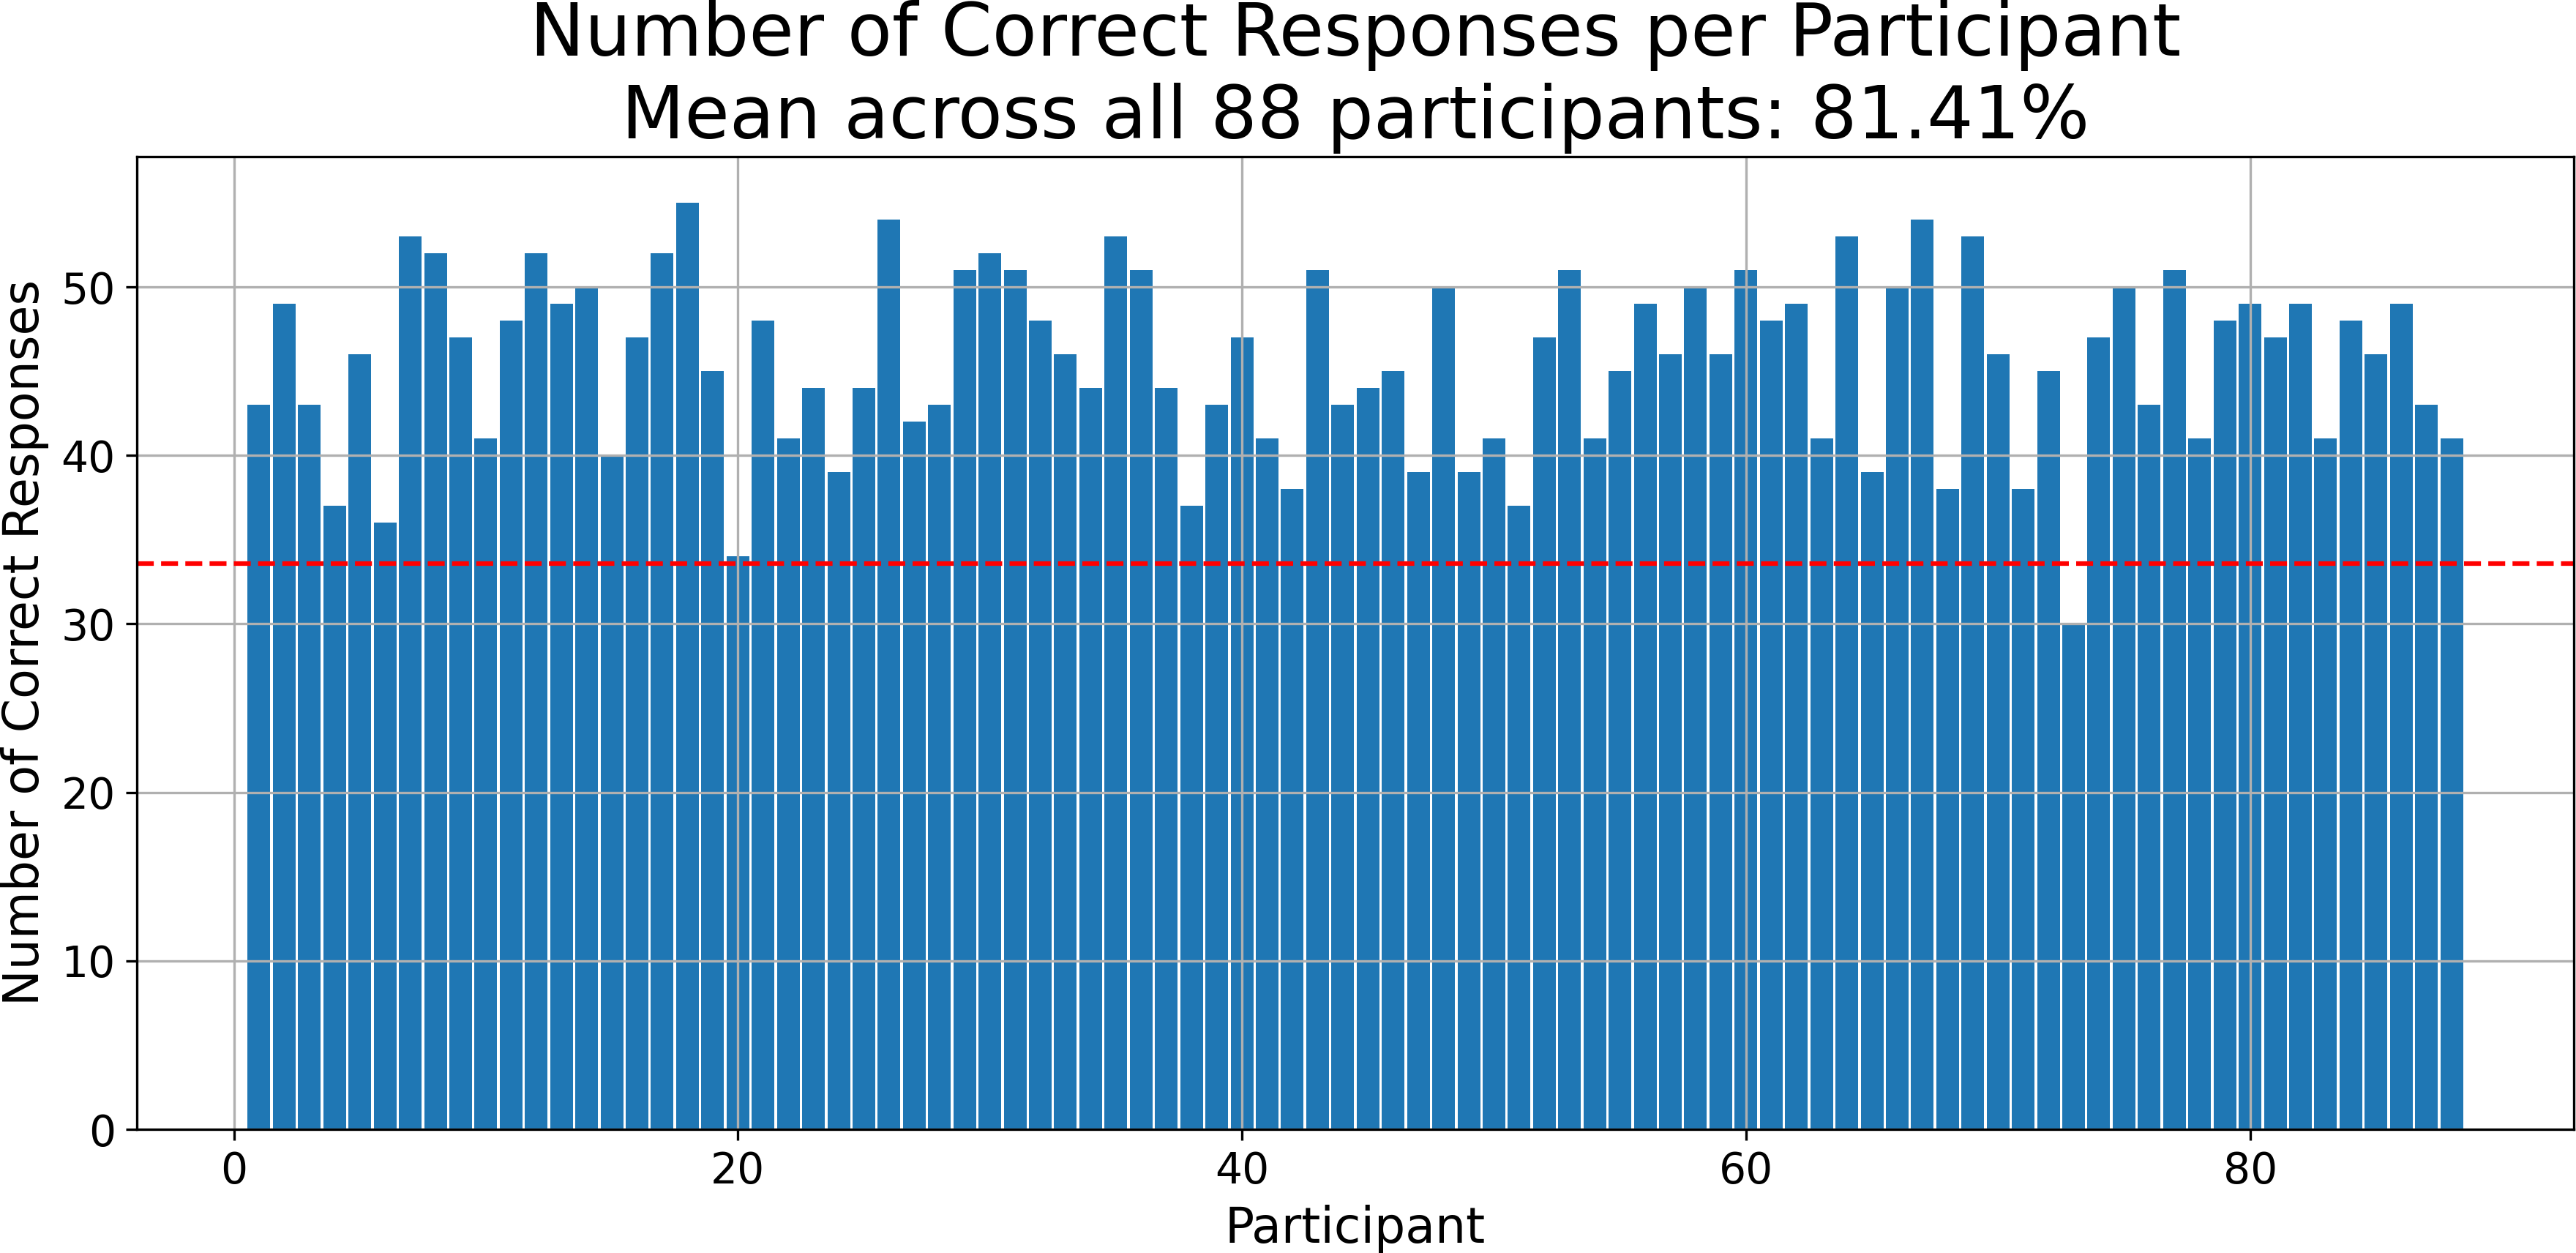 Number of Correct Responses per Participant
Mean across all 88 participants: 81.41%
Number of Correct Responses
50
40
30
20
10
0
0 20 40 60 80
Participant